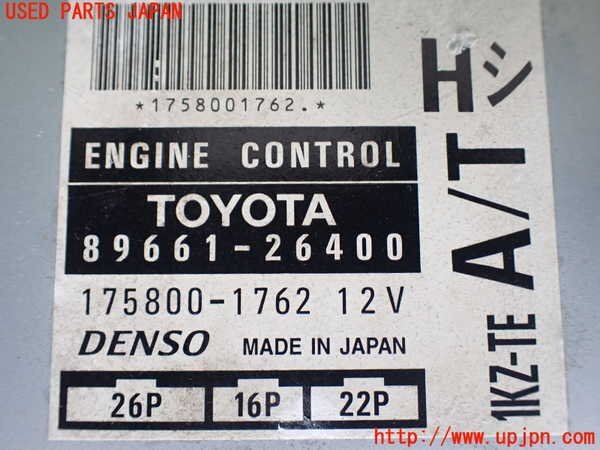 USED PARTS JAPAN
*1758001762.*
ENGINE CONTROL
TOYOTA
89661-26400
175800-1762 12V
DENSO MADE IN JAPAN
26P 16P 22P
Hシ
A/T
1KZ-TE
http://www.upjpn.com/